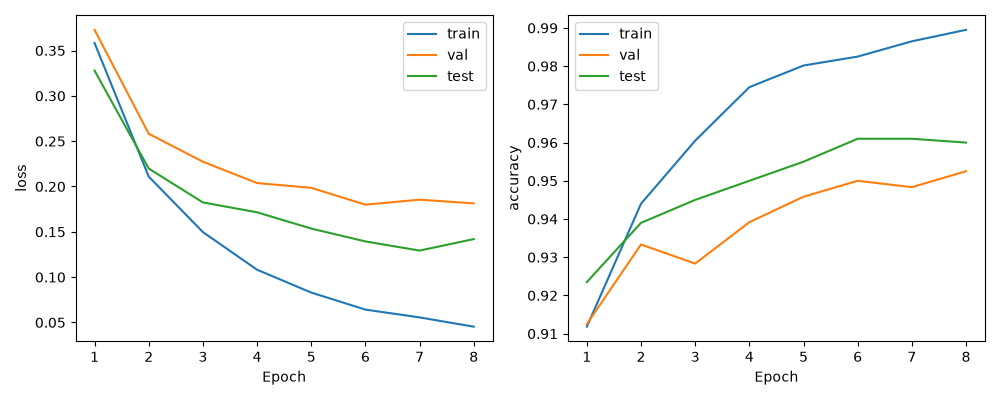 train
val
test
0.35
0.30
0.25
0.20
0.15
0.10
0.05
loss
1 2 3 4 5 6 7 8
Epoch
train
val
test
0.99
0.98
0.97
0.96
0.95
0.94
0.93
0.92
0.91
accuracy
1 2 3 4 5 6 7 8
Epoch